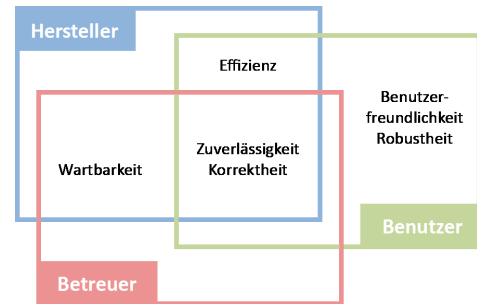 Hersteller
Effizienz
Benutzer-
freundlichkeit
Robustheit
Zuverlässigkeit
Korrektheit
Wartbarkeit
Benutzer
Betreuer